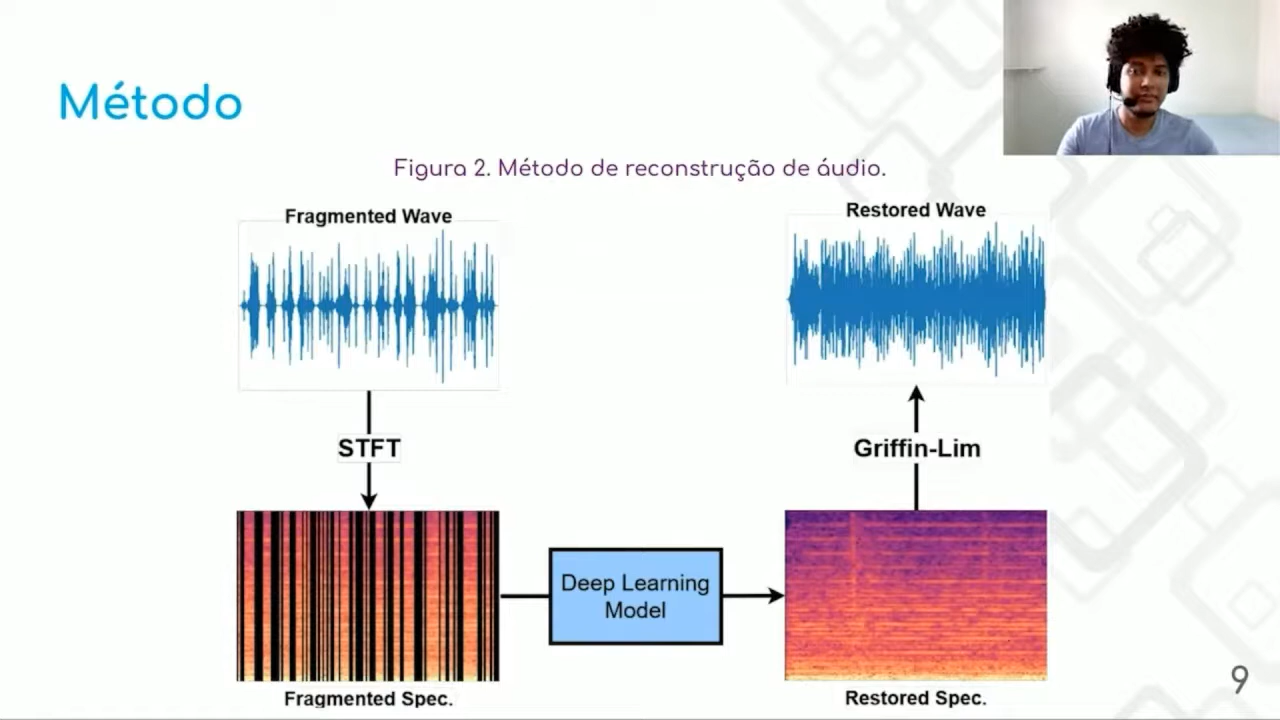 Método
Figura 2. Método de reconstrução de áudio.
Fragmented Wave
Restored Wave
STFT
Griffin-Lim
Deep Learning
Model
Fragmented Spec.
Restored Spec.
9